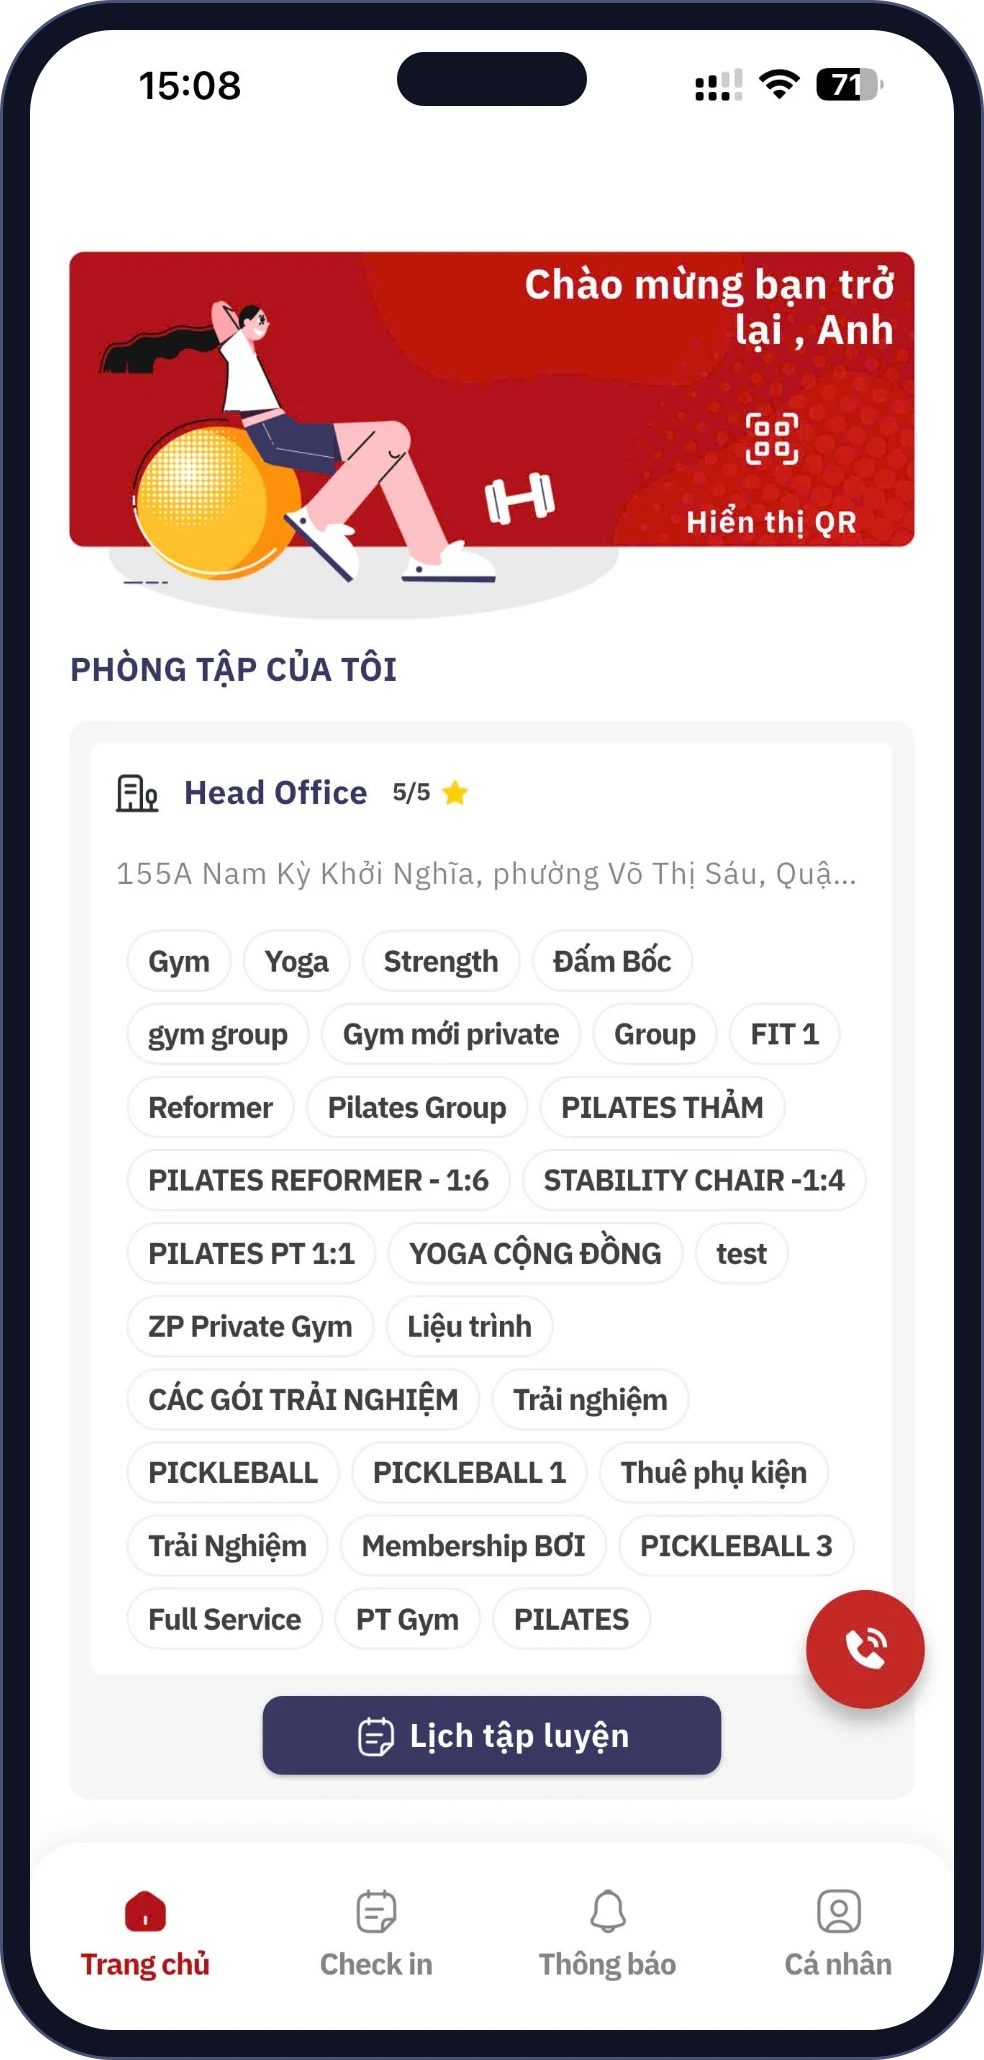 15:08
71
Chào mừng bạn trở
lại , Anh
Hiển thị QR
PHÒNG TẬP CỦA TÔI
Head Office 5/5
155A Nam Kỳ Khởi Nghĩa, phường Võ Thị Sáu, Quậ...
Gym Yoga Strength Đấm Bốc
gym group Gym mới private Group FIT 1
Reformer Pilates Group PILATES THẢM
PILATES REFORMER - 1:6 STABILITY CHAIR -1:4
PILATES PT 1:1 YOGA CỘNG ĐỒNG test
ZP Private Gym Liệu trình
CÁC GÓI TRẢI NGHIỆM Trải nghiệm
PICKLEBALL PICKLEBALL 1 Thuê phụ kiện
Trải Nghiệm Membership BƠI PICKLEBALL 3
Full Service PT Gym PILATES
Lịch tập luyện
Trang chủ Check in Thông báo Cá nhân